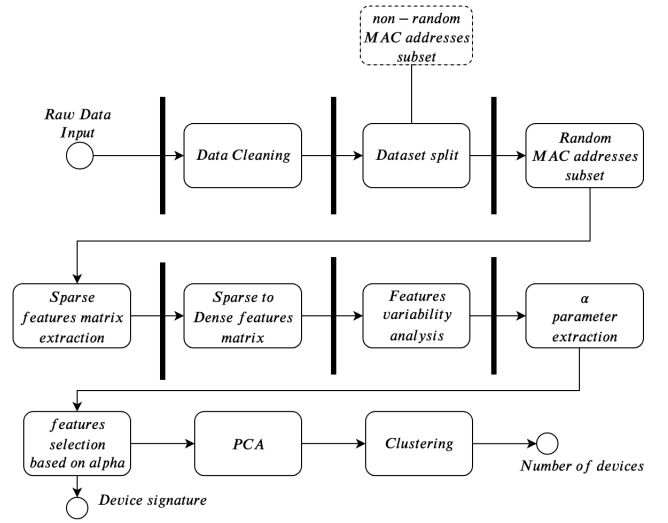 non – random
MAC addresses
subset
Raw Data
Input
Data Cleaning
Dataset split
Random
MAC addresses
subset
Sparse
features matrix
extraction
Sparse to
Dense features
matrix
Features
variability
analysis
α
parameter
extraction
features
selection
based on alpha
PCA
Clustering
Number of devices
Device signature